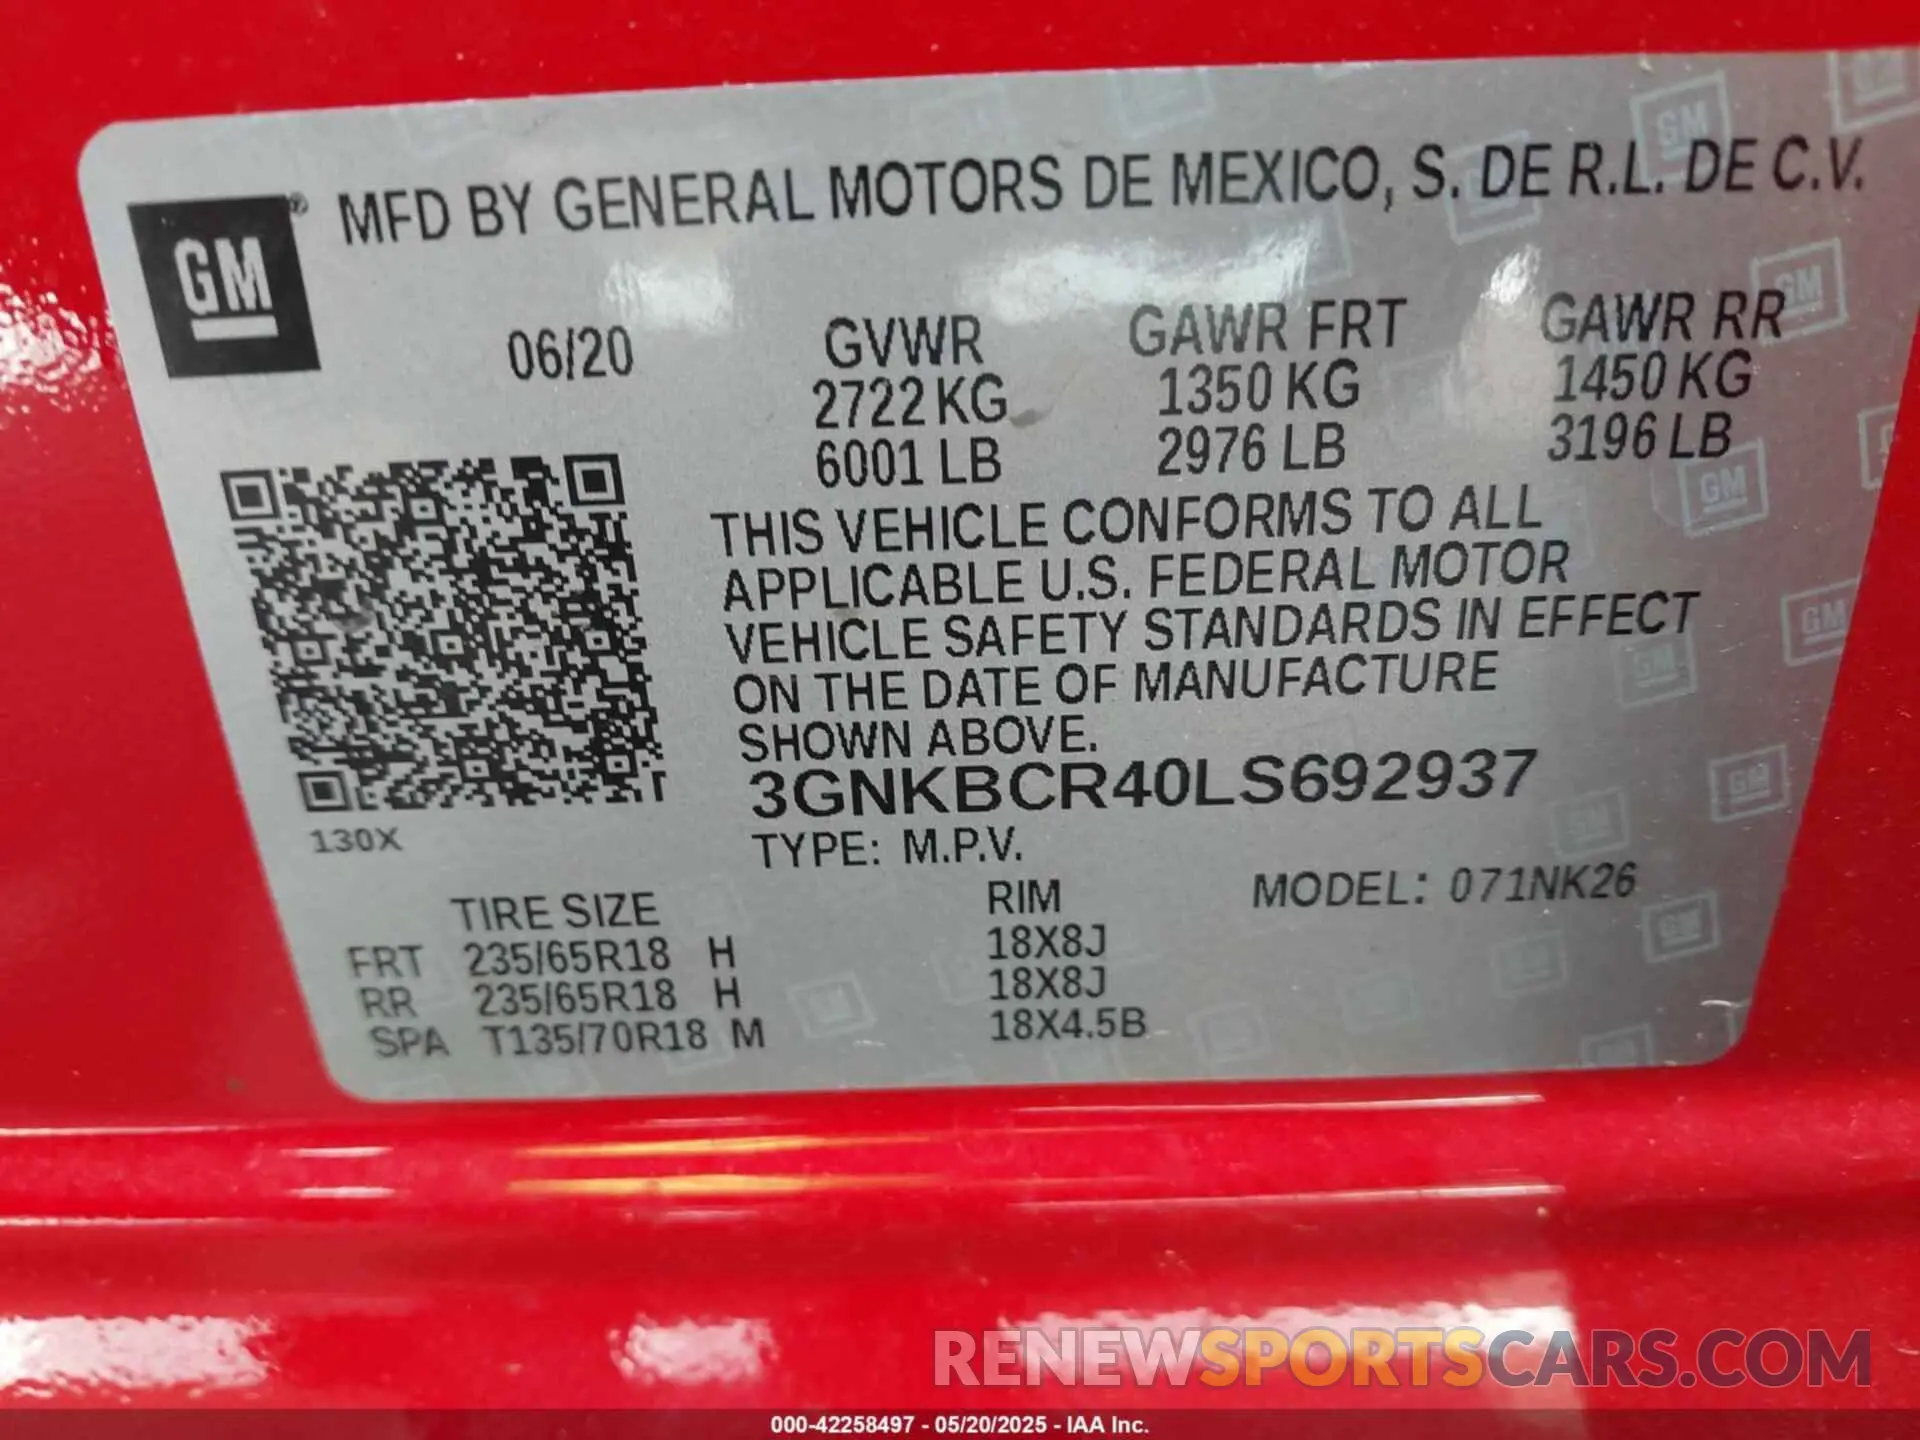 GM ® MFD BY GENERAL MOTORS DE MEXICO, S. DE R.L. DE C.V.
06/20 GVWR GAWR FRT GAWR RR
2722 KG 1350 KG 1450 KG
6001 LB 2976 LB 3196 LB
THIS VEHICLE CONFORMS TO ALL
APPLICABLE U.S. FEDERAL MOTOR
VEHICLE SAFETY STANDARDS IN EFFECT
ON THE DATE OF MANUFACTURE
SHOWN ABOVE.
3GNKBCR40LS692937
130X
TYPE: M.P.V.
TIRE SIZE RIM MODEL: 071NK26
FRT 235/65R18 H 18X8J
RR 235/65R18 H 18X8J
SPA T135/70R18 M 18X4.5B
RENEWSPORTSCARS.COM
000-42258497 - 05/20/2025 - IAA Inc.